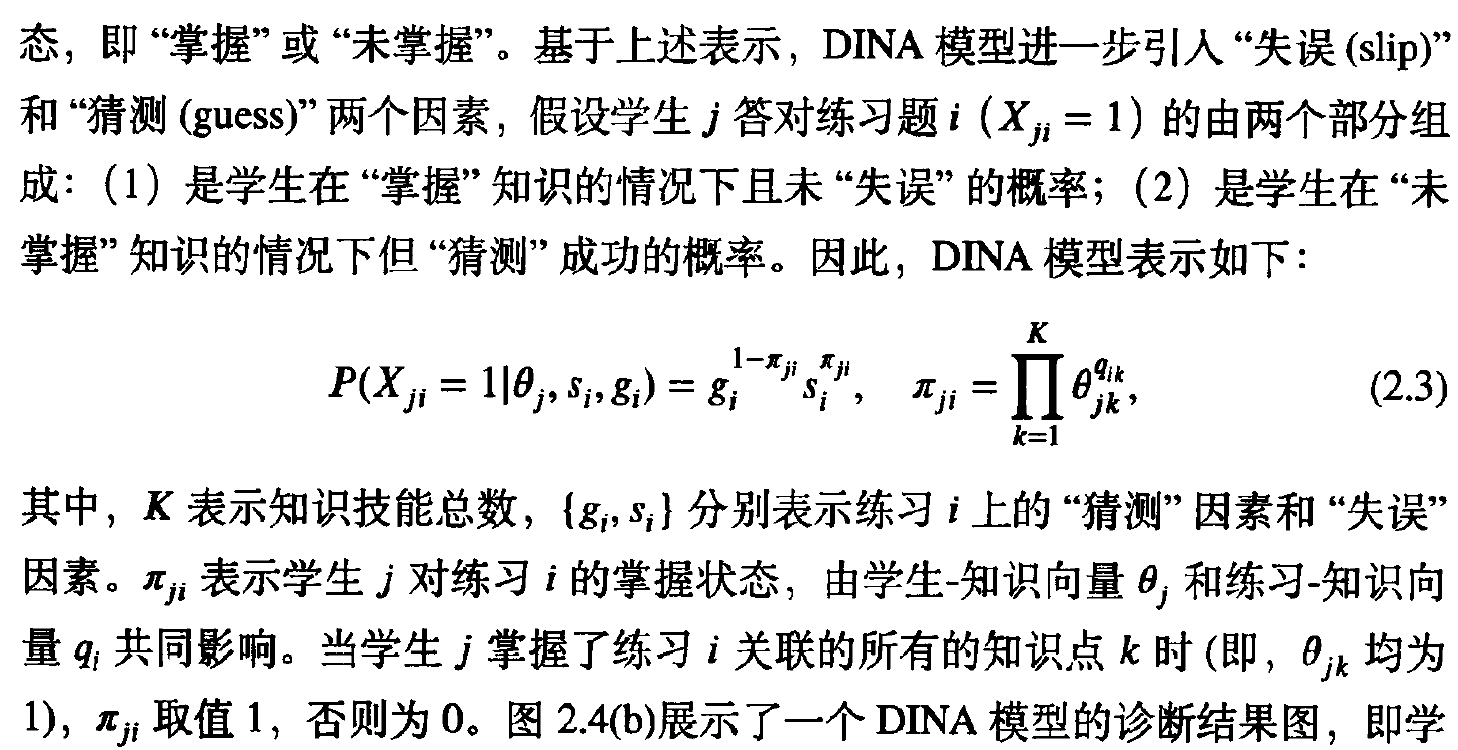 态，即“掌握”或“未掌握”。基于上述表示，DINA 模型进一步引入“失误 (slip)”
和“猜测 (guess)”两个因素，假设学生 j 答对练习题 i（X_{ji} = 1）的由两个部分组
成：（1）是学生在“掌握”知识的情况下且未“失误”的概率；（2）是学生在“未
掌握”知识的情况下但“猜测”成功的概率。因此，DINA 模型表示如下：
P(X_{ji} = 1|θ_j, s_i, g_i) = g_i^{1−π_{ji}} s_i^{π_{ji}}, π_{ji} = ∏_{k=1}^{K} θ_{jk}^{q_{ik}}, (2.3)
其中，K 表示知识技能总数，{g_i, s_i} 分别表示练习 i 上的“猜测”因素和“失误”
因素。π_{ji} 表示学生 j 对练习 i 的掌握状态，由学生-知识向量 θ_j 和练习-知识向
量 q_i 共同影响。当学生 j 掌握了练习 i 关联的所有的知识点 k 时 (即，θ_{jk} 均为
1)，π_{ji} 取值 1，否则为 0。图 2.4(b)展示了一个 DINA 模型的诊断结果图，即学